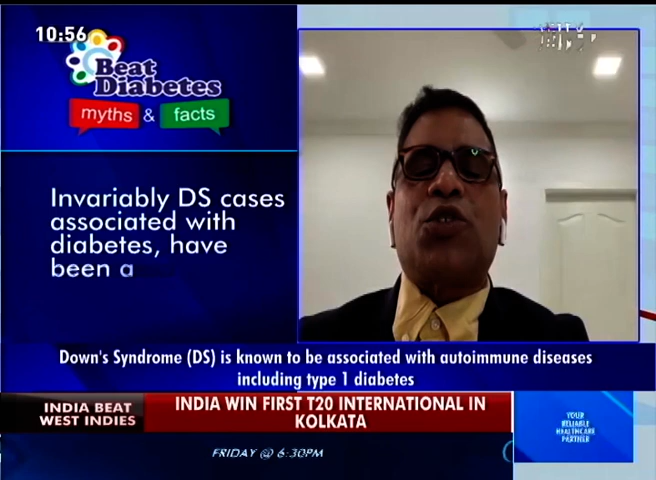 10:56
Beat
Diabetes
myths & facts
Invariably DS cases
associated with
diabetes, have
been a
Down's Syndrome (DS) is known to be associated with autoimmune diseases
including type 1 diabetes
INDIA BEAT
WEST INDIES
INDIA WIN FIRST T20 INTERNATIONAL IN
KOLKATA
YOUR
RELIABLE
HEALTHCARE
PARTNER
FRIDAY @ 6:30PM